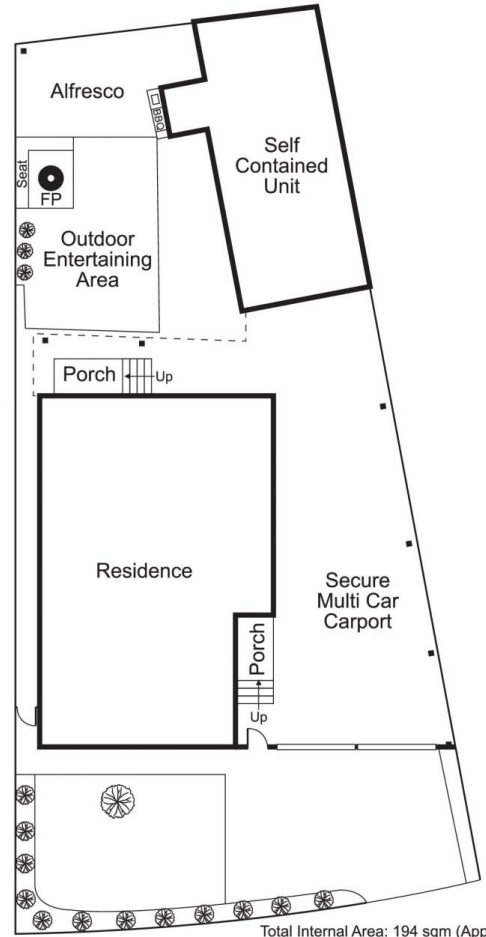 Alfresco
BBQ
Self
Contained
Unit
Seat
FP
Outdoor
Entertaining
Area
Porch
Up
Residence
Secure
Multi Car
Carport
Porch
Up
Total Internal Area: 194 sqm (App